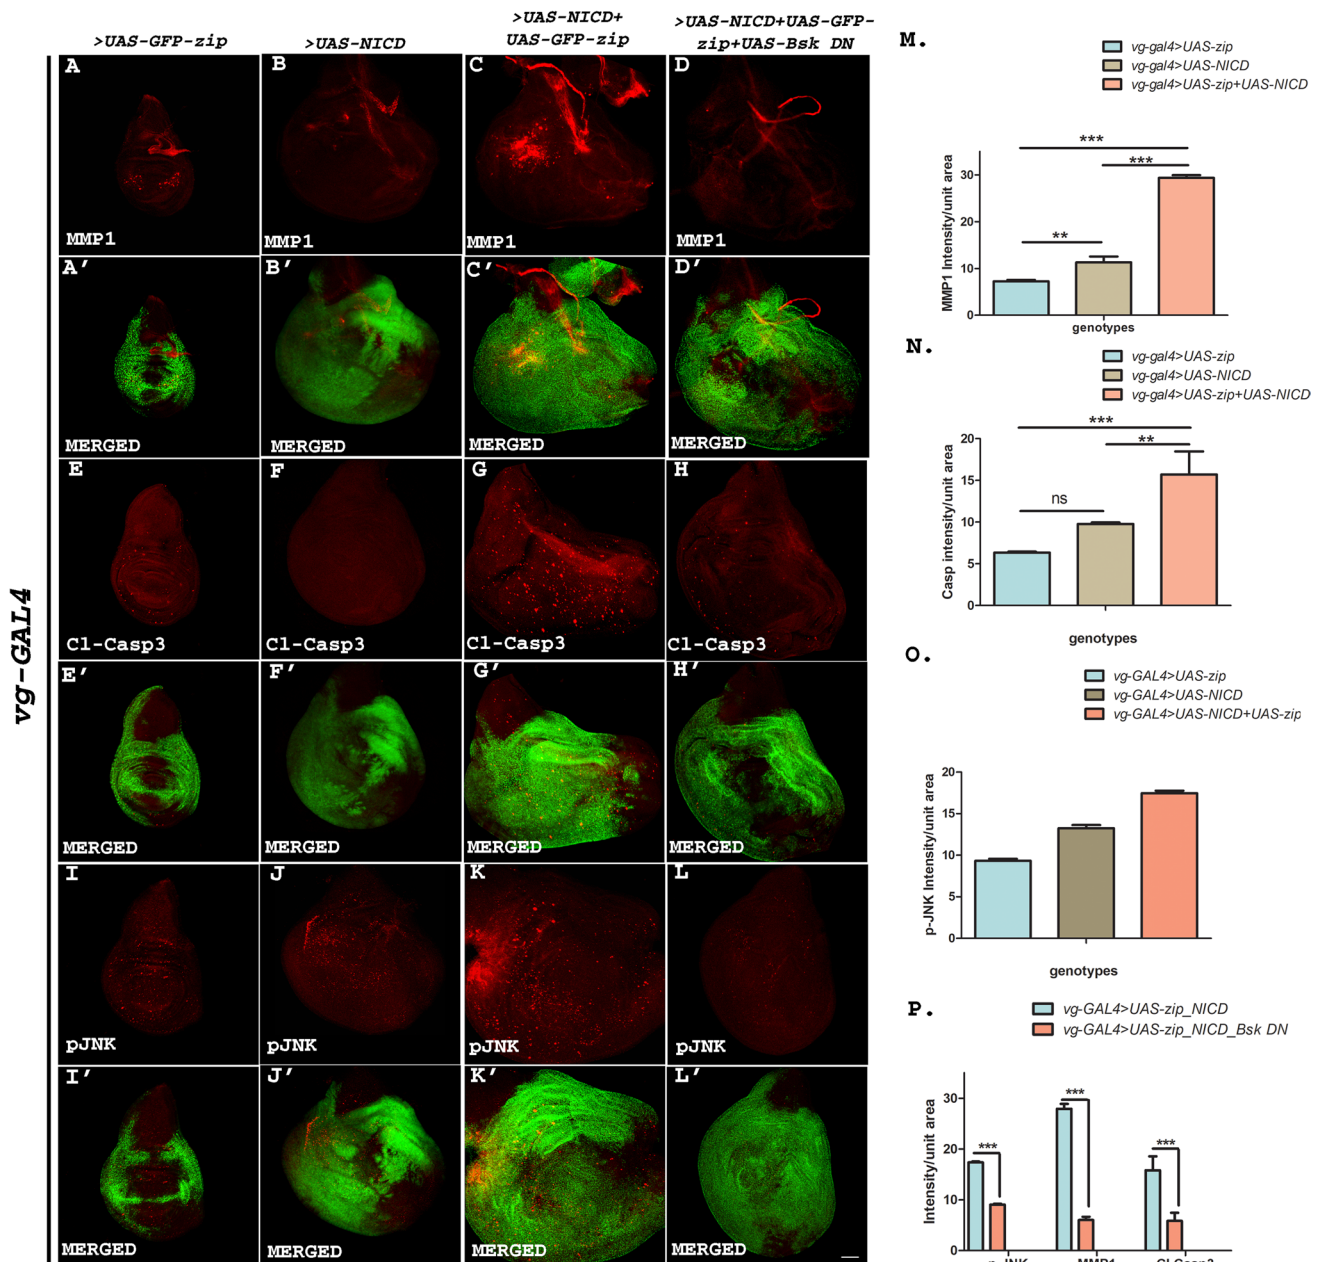 >UAS-GFP-zip
>UAS-NICD
>UAS-NICD+
UAS-GFP-zip
>UAS-NICD+UAS-GFP-
zip+UAS-Bsk DN
vg-GAL4
A
B
C
D
MMP1
MMP1
MMP1
MMP1
A'
B'
C'
D'
MERGED
MERGED
MERGED
MERGED
E
F
G
H
Cl-Casp3
Cl-Casp3
E'
F'
G'
H'
MERGED
MERGED
MERGED
MERGED
I
J
K
L
pJNK
pJNK
pJNK
pJNK
I'
J'
K'
L'
MERGED
MERGED
MERGED
MERGED
M.
vg-gal4>UAS-zip
vg-gal4>UAS-NICD
vg-gal4>UAS-zip+UAS-NICD
MMP1 Intensity/unit area
30
20
10
0
***
***
**
genotypes
N.
vg-gal4>UAS-zip
vg-gal4>UAS-NICD
vg-gal4>UAS-zip+UAS-NICD
Casp intensity/unit area
20
15
10
5
0
***
**
ns
genotypes
O.
vg-GAL4>UAS-zip
vg-GAL4>UAS-NICD
vg-GAL4>UAS-NICD+UAS-zip
p-JNK Intensity/unit area
20
15
10
5
0
genotypes
P.
vg-GAL4>UAS-zip_NICD
vg-GAL4>UAS-zip_NICD_Bsk DN
Intensity/unit area
30
20
10
0
***
***
***
p-JNK
MMP1
CLCasp3